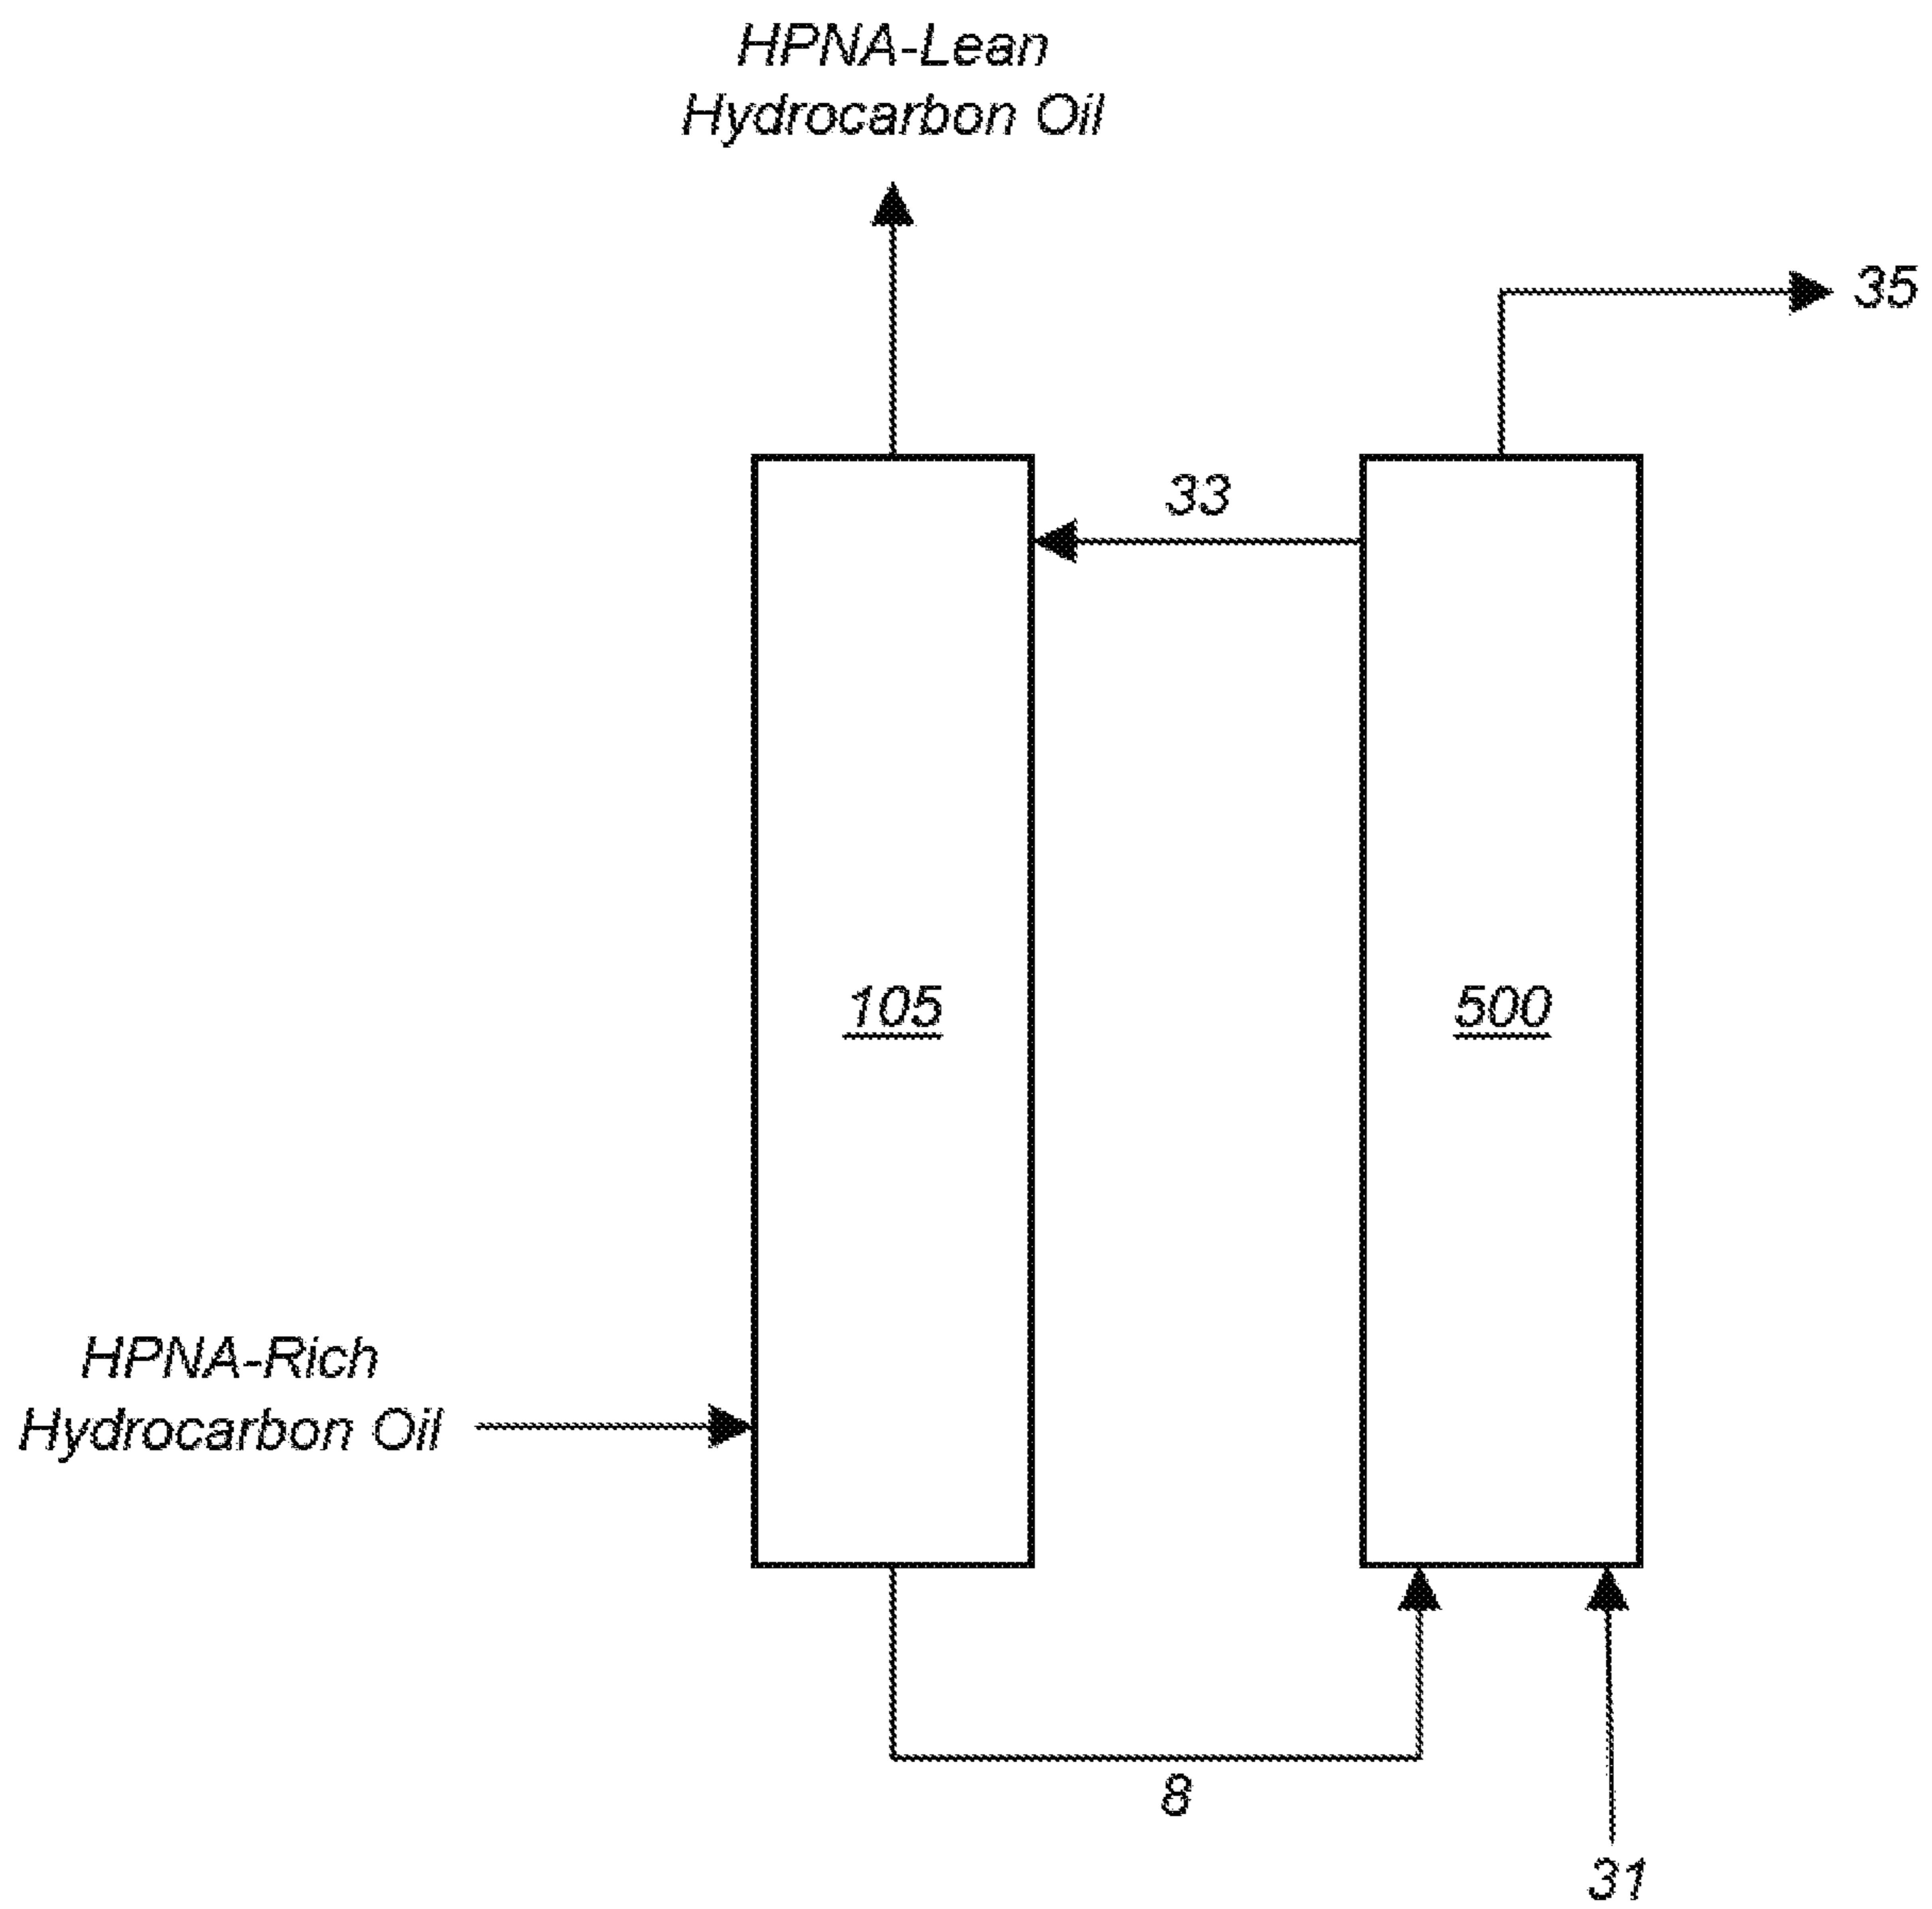 HPNA-Lean
Hydrocarbon Oil
35
33
105
500
HPNA-Rich
Hydrocarbon Oil
8
31